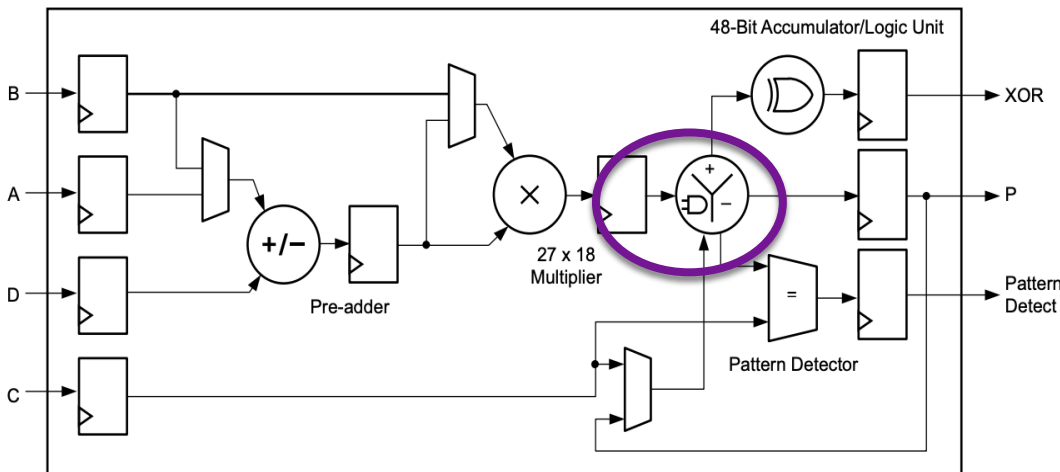 48-Bit Accumulator/Logic Unit
B
XOR
A
+
P
−
×
+/−
27 x 18
Multiplier
D
Pre-adder
=
Pattern
Detect
Pattern Detector
C